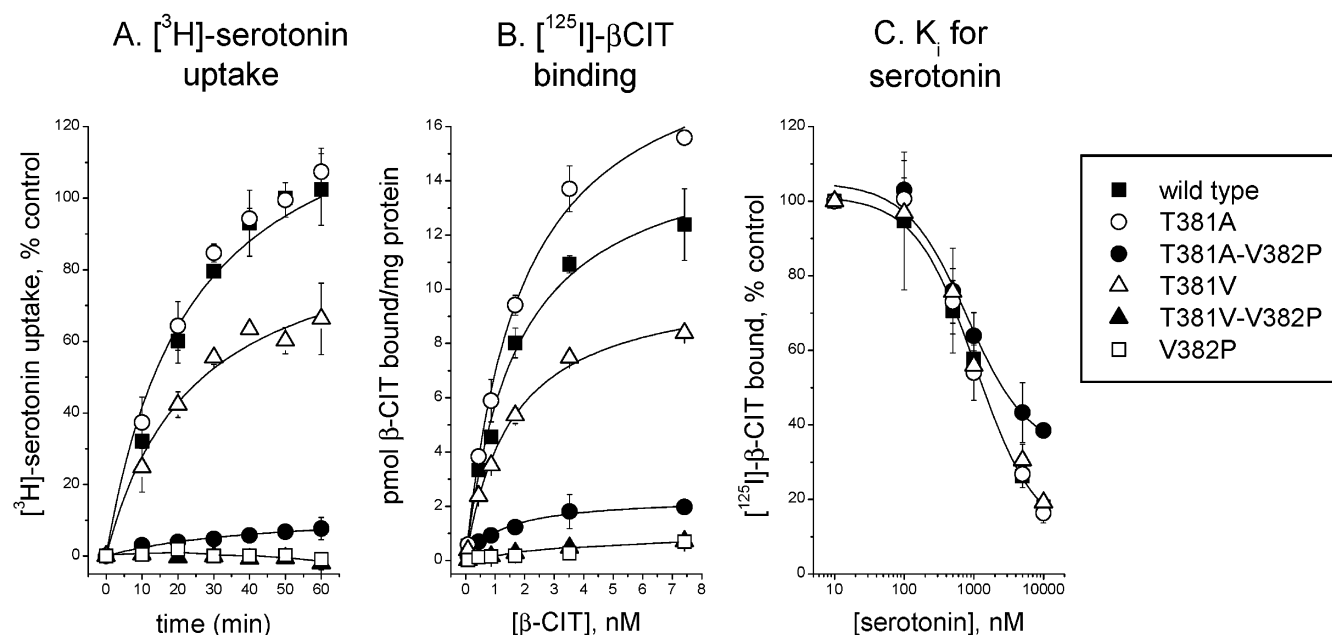 A. [³H]-serotonin
uptake
B. [¹²⁵I]-βCIT
binding
C. Kᵢ for
serotonin
[³H]-serotonin uptake, % control
120
100
80
60
40
20
0
0 10 20 30 40 50 60
time (min)
pmol β-CIT bound/mg protein
16
14
12
10
8
6
4
2
0
0 1 2 3 4 5 6 7 8
[β-CIT], nM
[¹²⁵I]-β-CIT bound, % control
120
100
80
60
40
20
0
10 100 1000 10000
[serotonin], nM
wild type
T381A
T381A-V382P
T381V
T381V-V382P
V382P